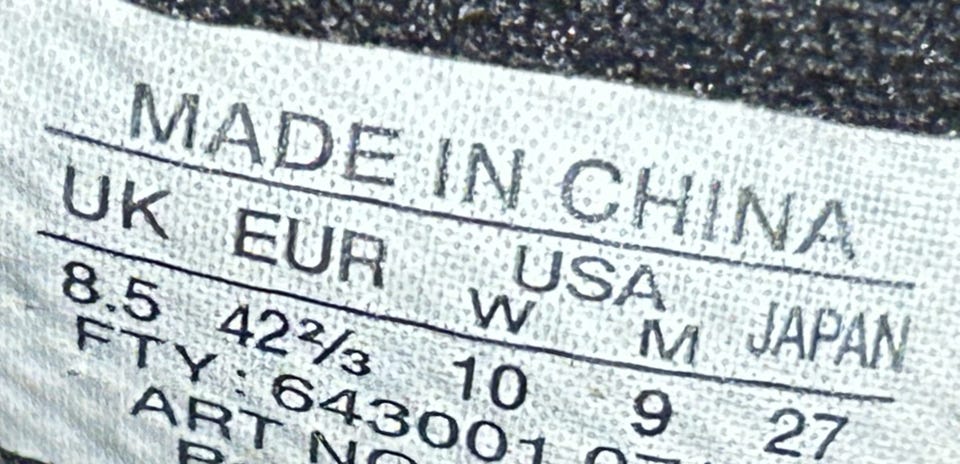 MADE IN CHINA
UK EUR USA JAPAN
W M
8.5 42²/₃ 10 9 27
FTY: 643001
ART NO